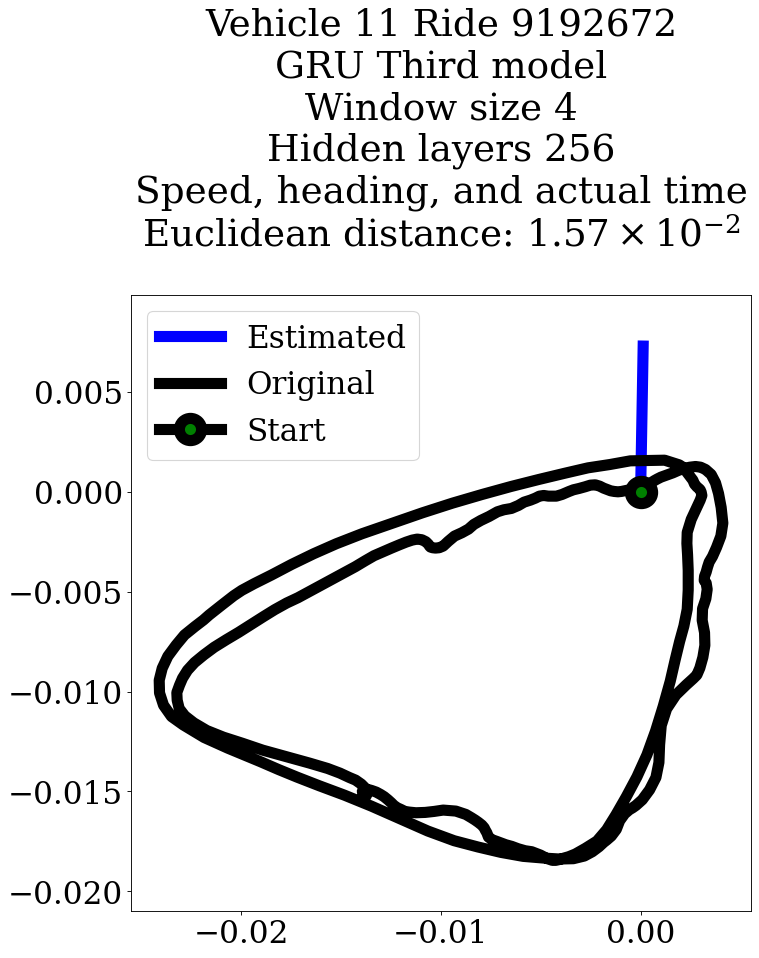 Vehicle 11 Ride 9192672
GRU Third model
Window size 4
Hidden layers 256
Speed, heading, and actual time
Euclidean distance: 1.57 × 10⁻²
Estimated
Original
Start
0.005
0.000
−0.005
−0.010
−0.015
−0.020
−0.02
−0.01
0.00